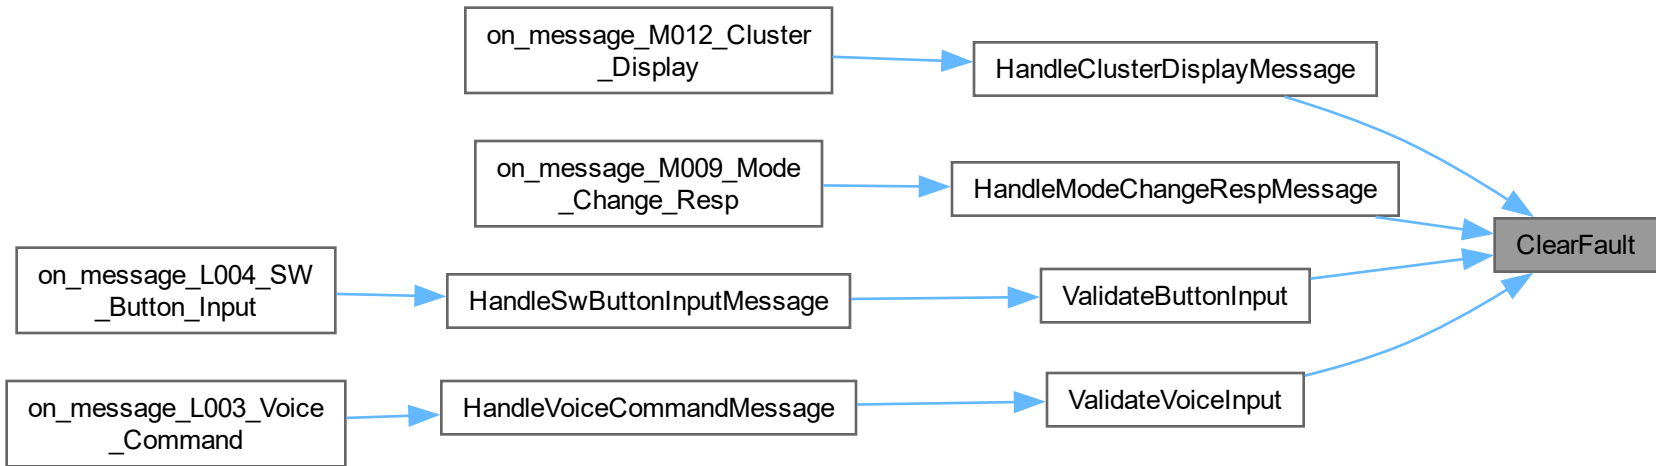 on_message_M012_Cluster
_Display
HandleClusterDisplayMessage
on_message_M009_Mode
_Change_Resp
HandleModeChangeRespMessage
ClearFault
on_message_L004_SW
_Button_Input
HandleSwButtonInputMessage
ValidateButtonInput
on_message_L003_Voice
_Command
HandleVoiceCommandMessage
ValidateVoiceInput